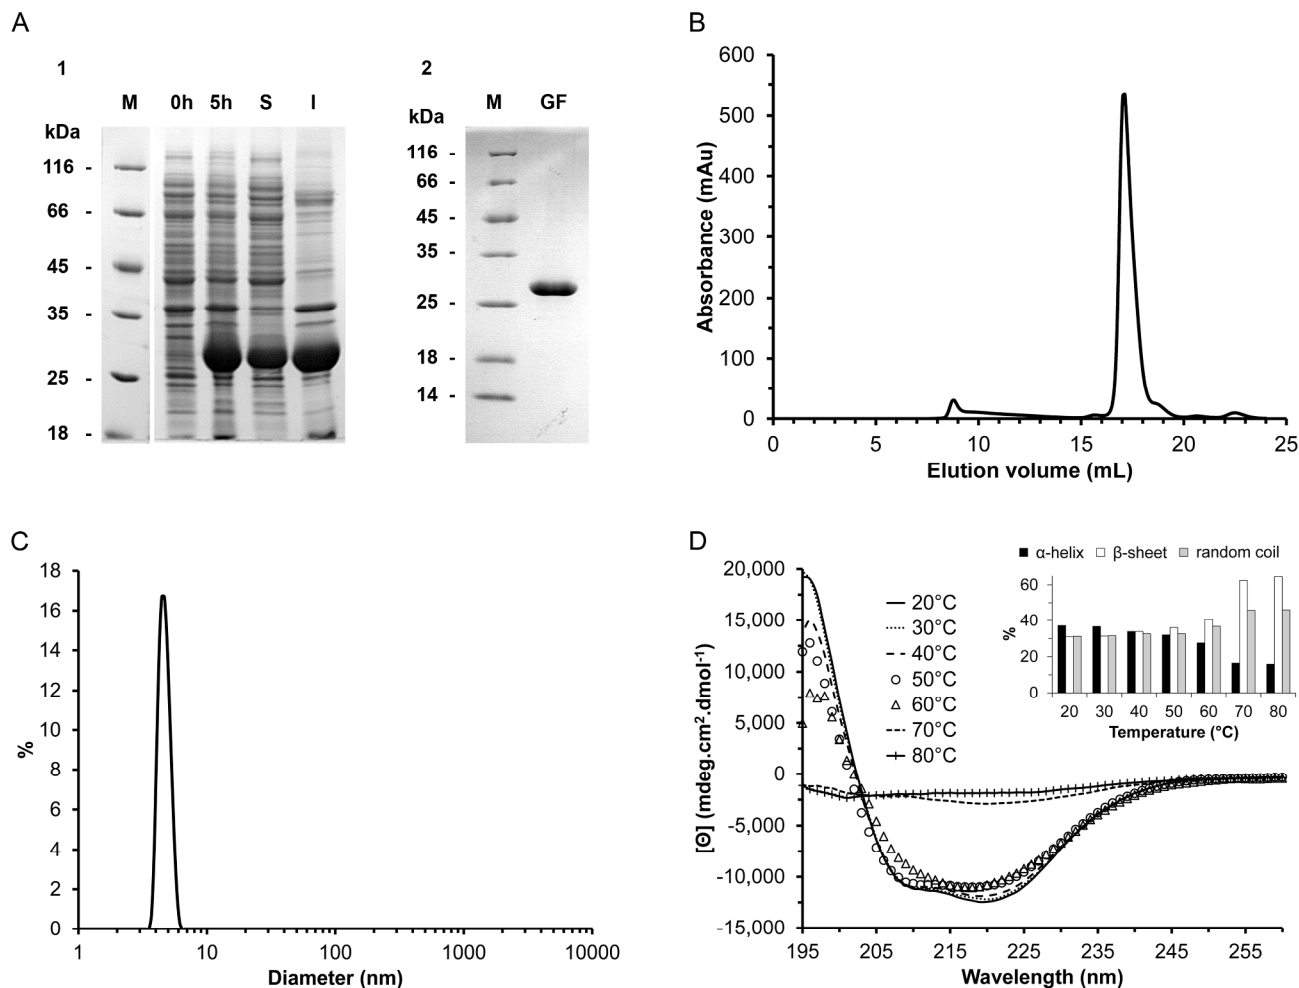 A
1
M 0h 5h S I
kDa
116 -
66 -
45 -
35 -
25 -
18 -
2
M GF
kDa
116 -
66 -
45 -
35 -
25 -
18 -
14 -
B
600
500
400
300
200
100
0
0 5 10 15 20 25
Absorbance (mAu)
Elution volume (mL)
C
18
16
14
12
10
8
6
4
2
0
1 10 100 1000 10000
%
Diameter (nm)
D
20,000
15,000
10,000
5,000
0
-5,000
-10,000
-15,000
195 205 215 225 235 245 255
[Θ] (mdeg.cm2.dmol-1)
Wavelength (nm)
20°C
30°C
40°C
50°C
60°C
70°C
80°C
α-helix β-sheet random coil
60
40
20
0
%
20 30 40 50 60 70 80
Temperature (°C)